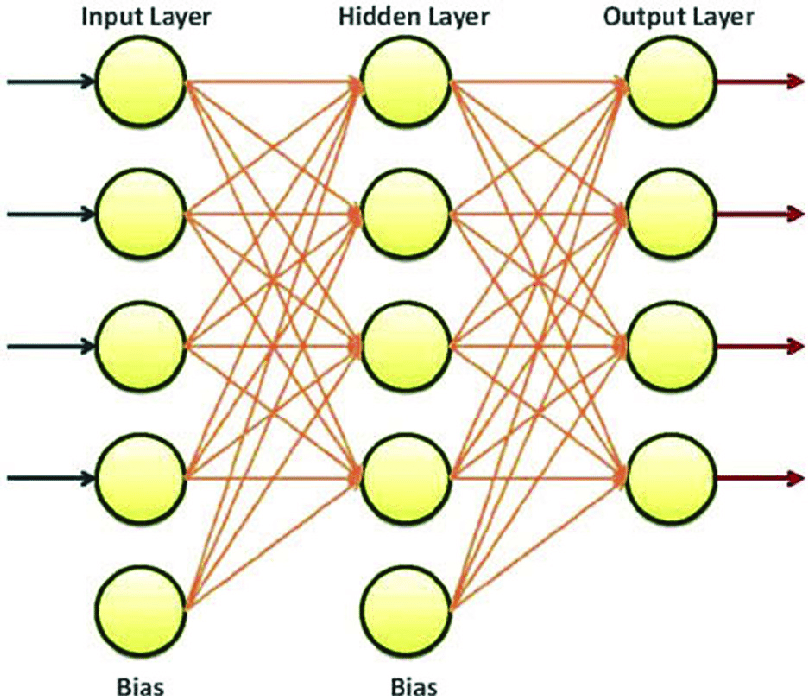 Input Layer
Hidden Layer
Output Layer
Bias
Bias